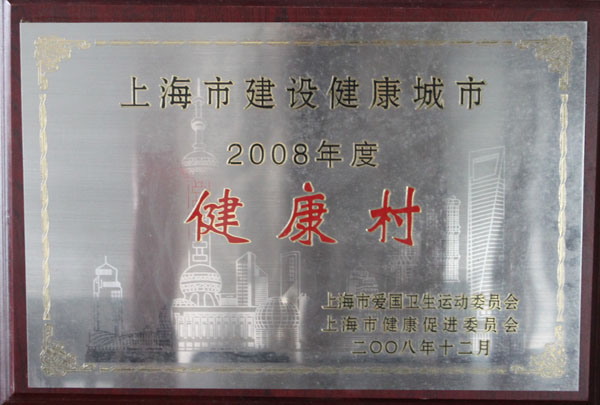 上海市建设健康城市
2008年度
健康村
上海市爱国卫生运动委员会
上海市健康促进委员会
二〇〇八年十二月